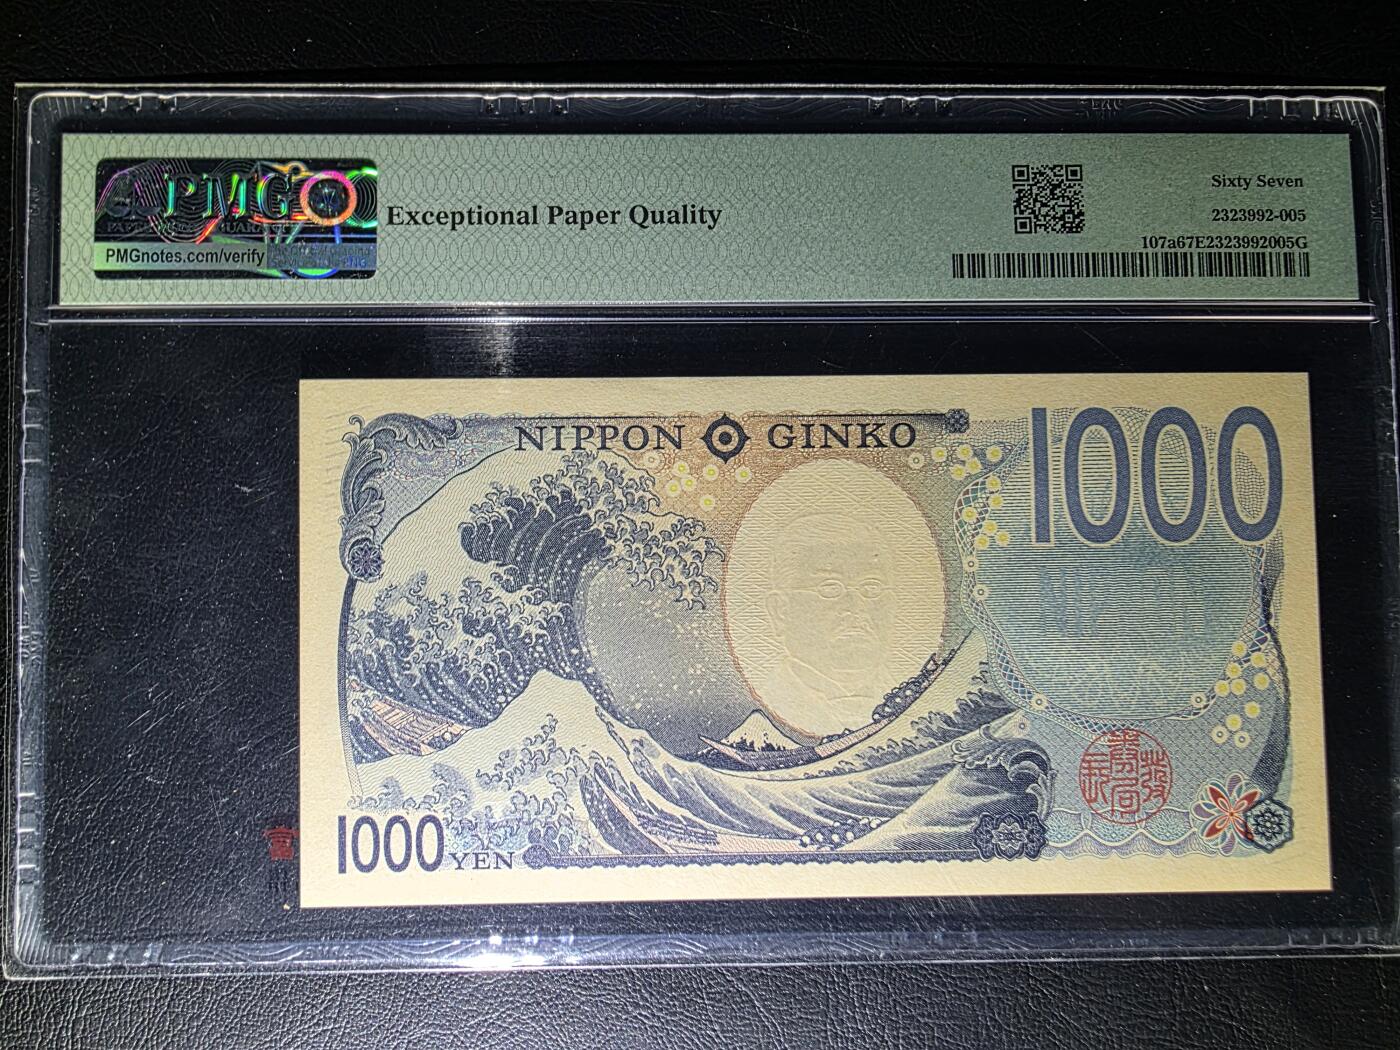 PMG
PMGnotes.com/verify
Exceptional Paper Quality
Sixty Seven
2323992-005
107a67E2323992005G
NIPPON GINKO
1000
1000 YEN